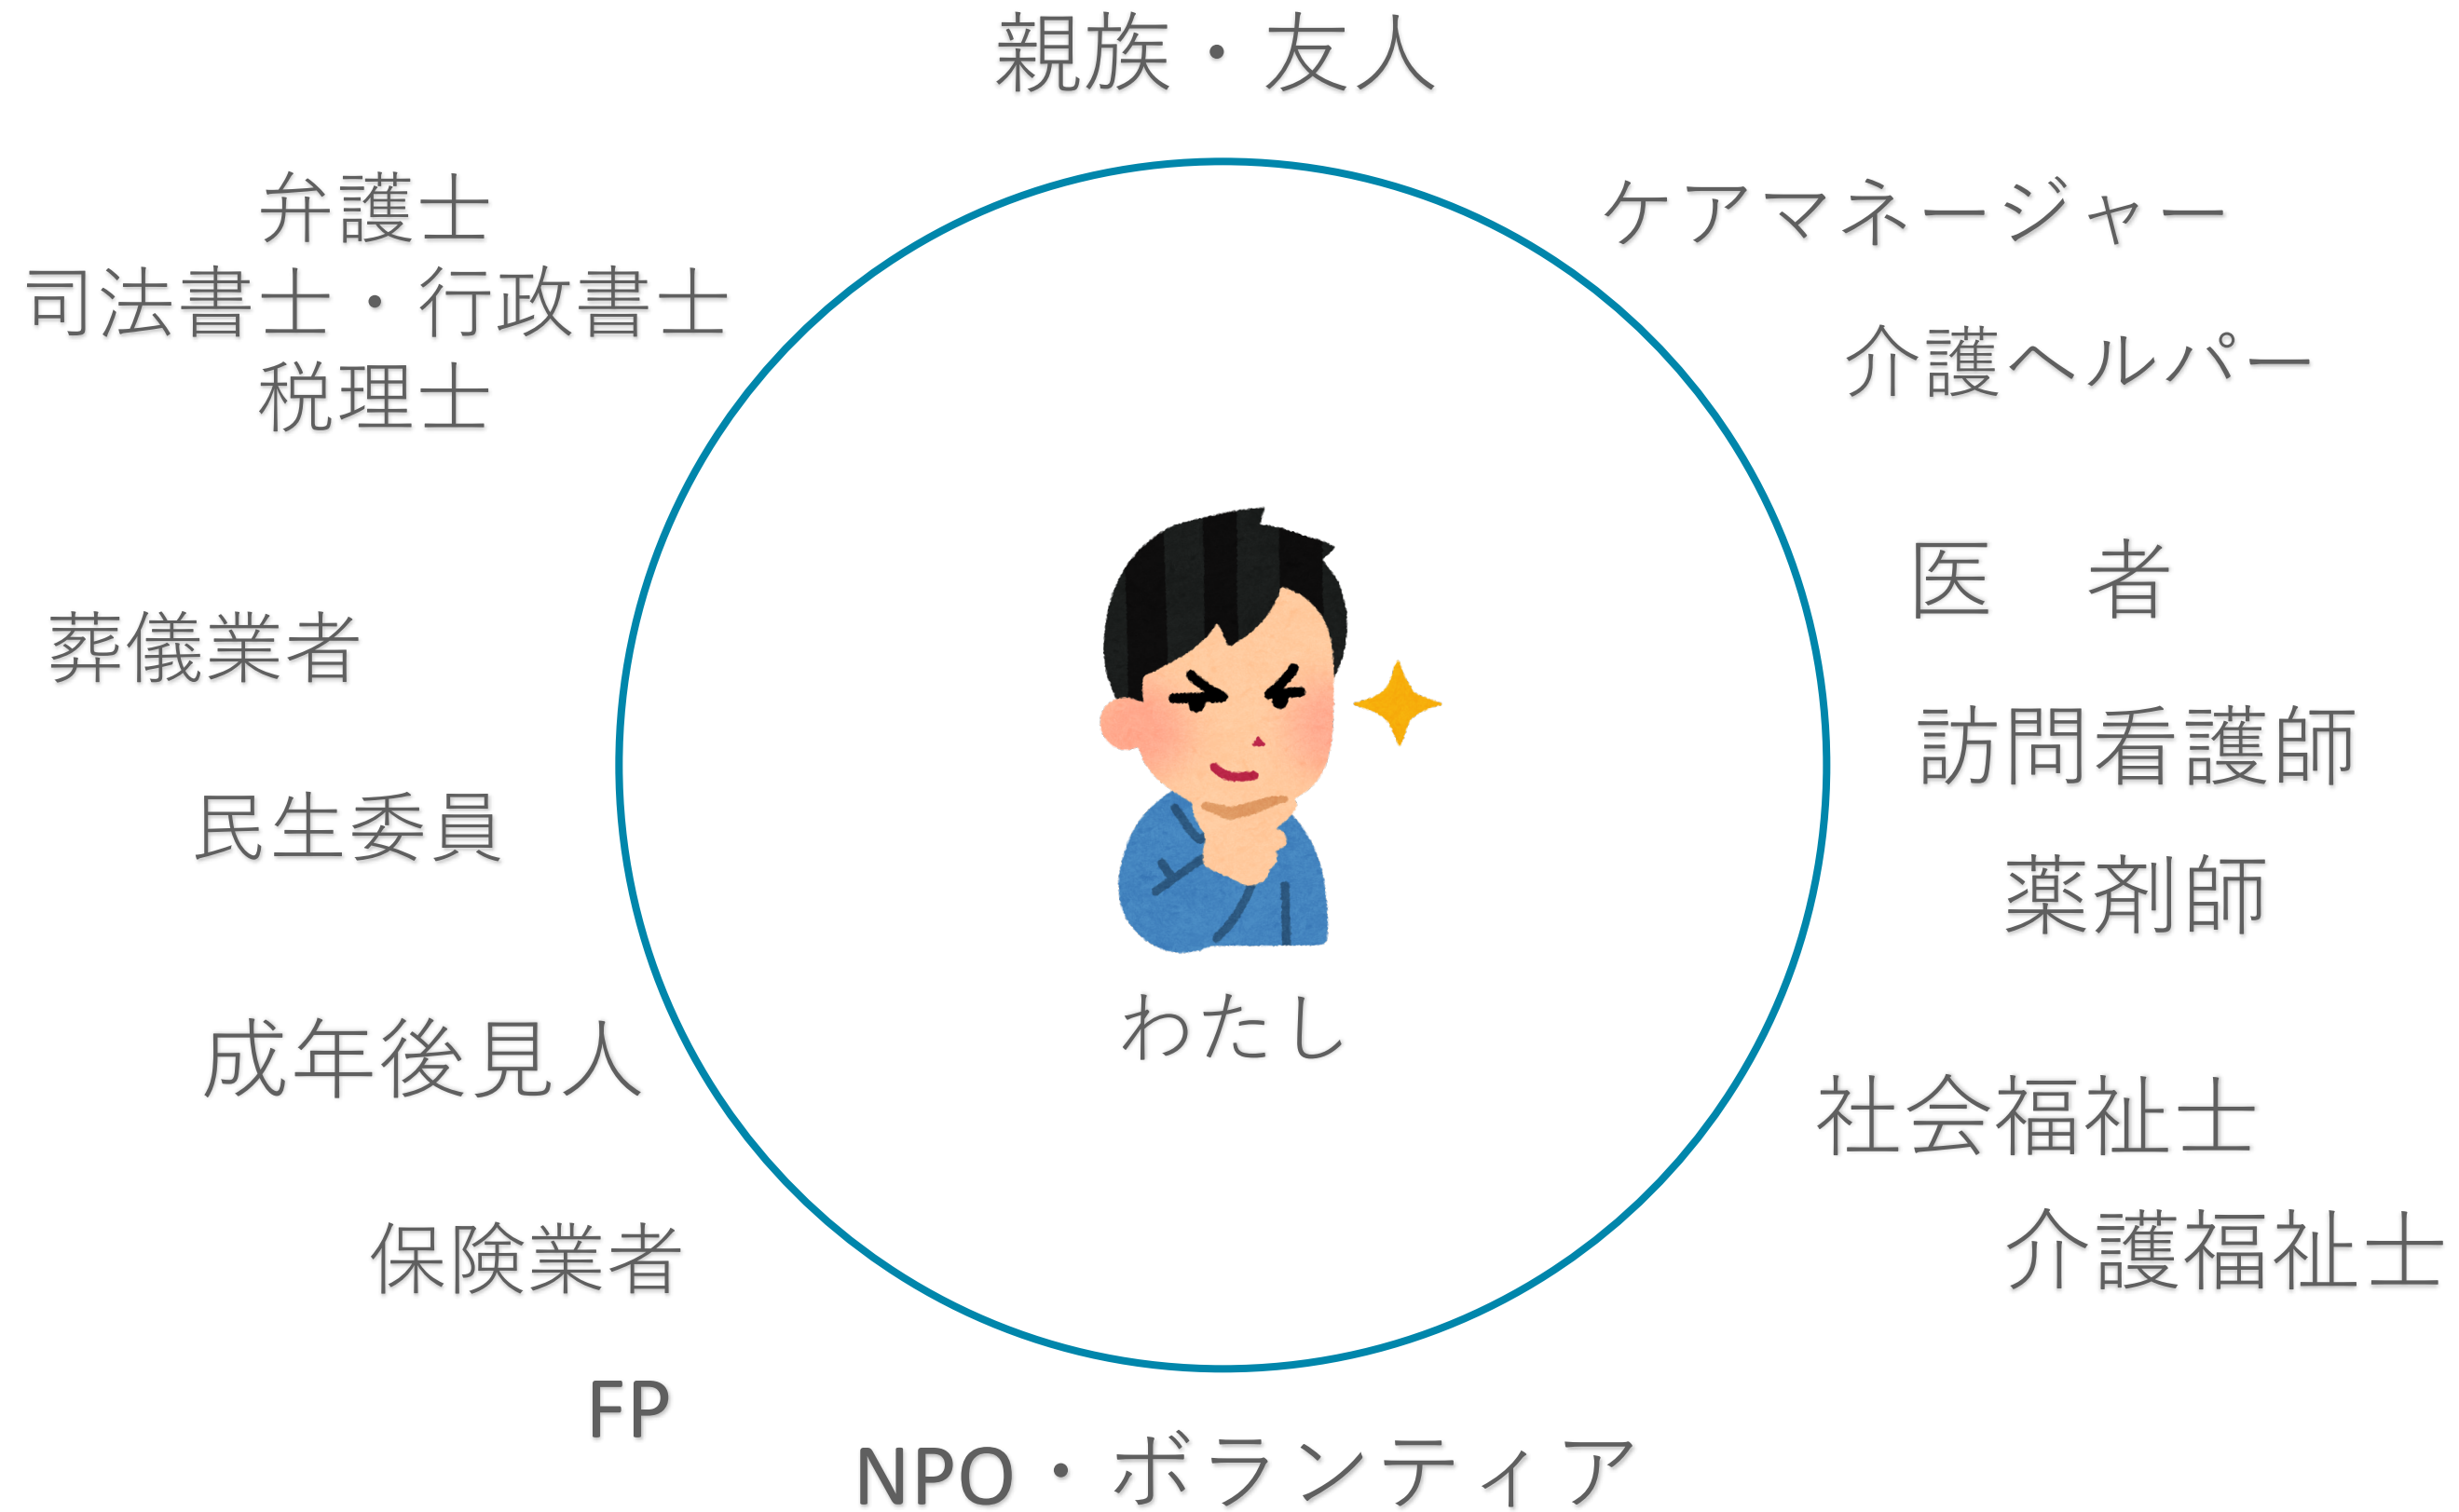 親族・友人
弁護士
司法書士・行政書士
税理士
ケアマネージャー
介護ヘルパー
医　者
葬儀業者
訪問看護師
民生委員
薬剤師
わたし
成年後見人
社会福祉士
保険業者
介護福祉士
FP
NPO・ボランティア